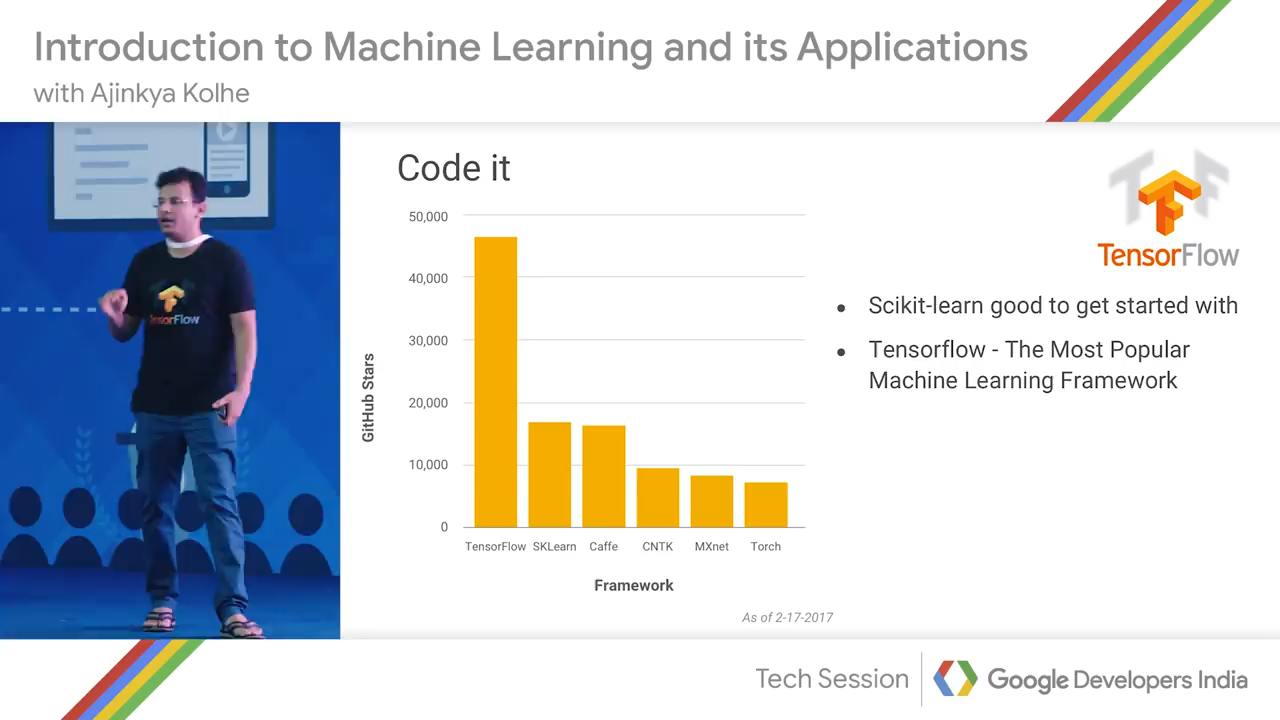 Introduction to Machine Learning and its Applications
with Ajinkya Kolhe
TensorFlow
Code it
50,000
40,000
30,000
20,000
10,000
0
GitHub Stars
TensorFlow SKLearn Caffe CNTK MXnet Torch
Framework
As of 2-17-2017
TensorFlow
● Scikit-learn good to get started with
● Tensorflow - The Most Popular
Machine Learning Framework
Tech Session
Google Developers India